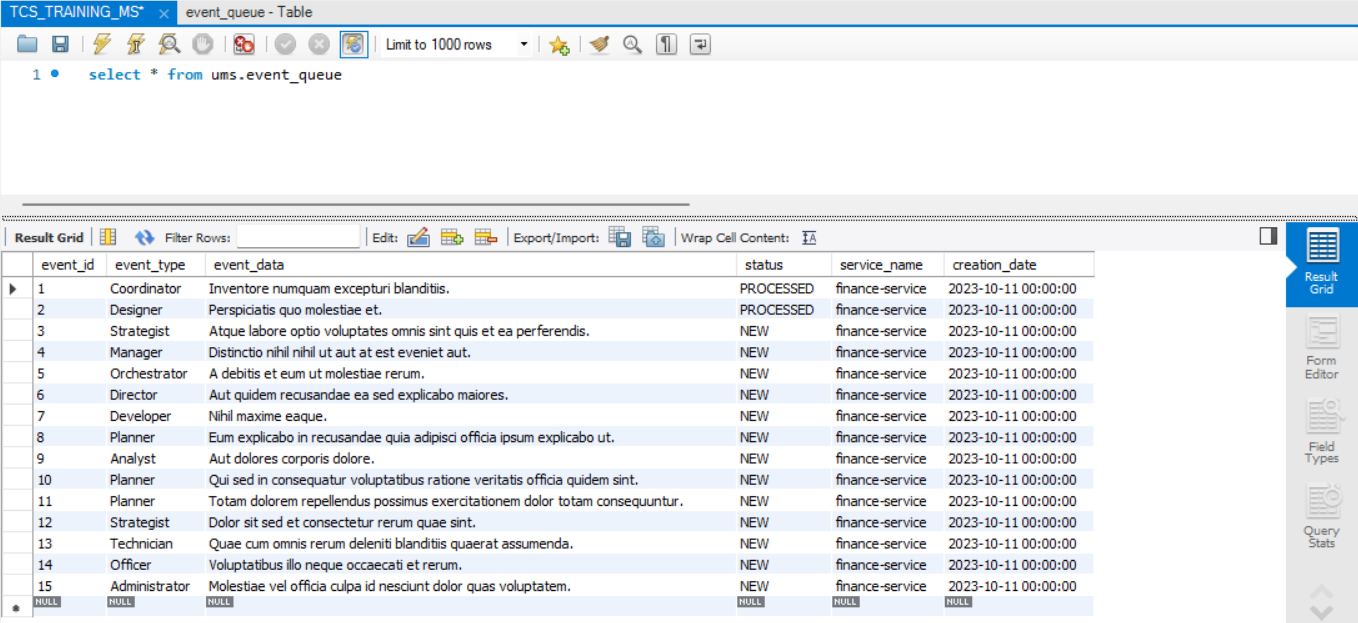 TCS_TRAINING_MS* × event_queue - Table
Limit to 1000 rows
1 select * from ums.event_queue
Result Grid Filter Rows: Edit: Export/Import: Wrap Cell Content:
event_id event_type event_data status service_name creation_date
1 Coordinator Inventore numquam excepturi blanditiis. PROCESSED finance-service 2023-10-11 00:00:00
2 Designer Perspiciatis quo molestiae et. PROCESSED finance-service 2023-10-11 00:00:00
3 Strategist Atque labore optio voluptates omnis sint quis et ea perferendis. NEW finance-service 2023-10-11 00:00:00
4 Manager Distinctio nihil nihil ut aut at est eveniet aut. NEW finance-service 2023-10-11 00:00:00
5 Orchestrator A debitis et eum ut molestiae rerum. NEW finance-service 2023-10-11 00:00:00
6 Director Aut quidem recusandae ea sed explicabo maiores. NEW finance-service 2023-10-11 00:00:00
7 Developer Nihil maxime eaque. NEW finance-service 2023-10-11 00:00:00
8 Planner Eum explicabo in recusandae quia adipisci officia ipsum explicabo ut. NEW finance-service 2023-10-11 00:00:00
9 Analyst Aut dolores corporis dolore. NEW finance-service 2023-10-11 00:00:00
10 Planner Qui sed in consequatur voluptatibus ratione veritatis officia quidem sint. NEW finance-service 2023-10-11 00:00:00
11 Planner Totam dolorem repellendus possimus exercitationem dolor totam consequuntur. NEW finance-service 2023-10-11 00:00:00
12 Strategist Dolor sit sed et consectetur rerum quae sint. NEW finance-service 2023-10-11 00:00:00
13 Technician Quae cum omnis rerum deleniti blanditiis quaerat assumenda. NEW finance-service 2023-10-11 00:00:00
14 Officer Voluptatibus illo neque occaecati et rerum. NEW finance-service 2023-10-11 00:00:00
15 Administrator Molestiae vel officia culpa id nesciunt dolor quas voluptatem. NEW finance-service 2023-10-11 00:00:00
NULL NULL NULL NULL NULL NULL
Result
Grid
Form
Editor
Field
Types
Query
Stats